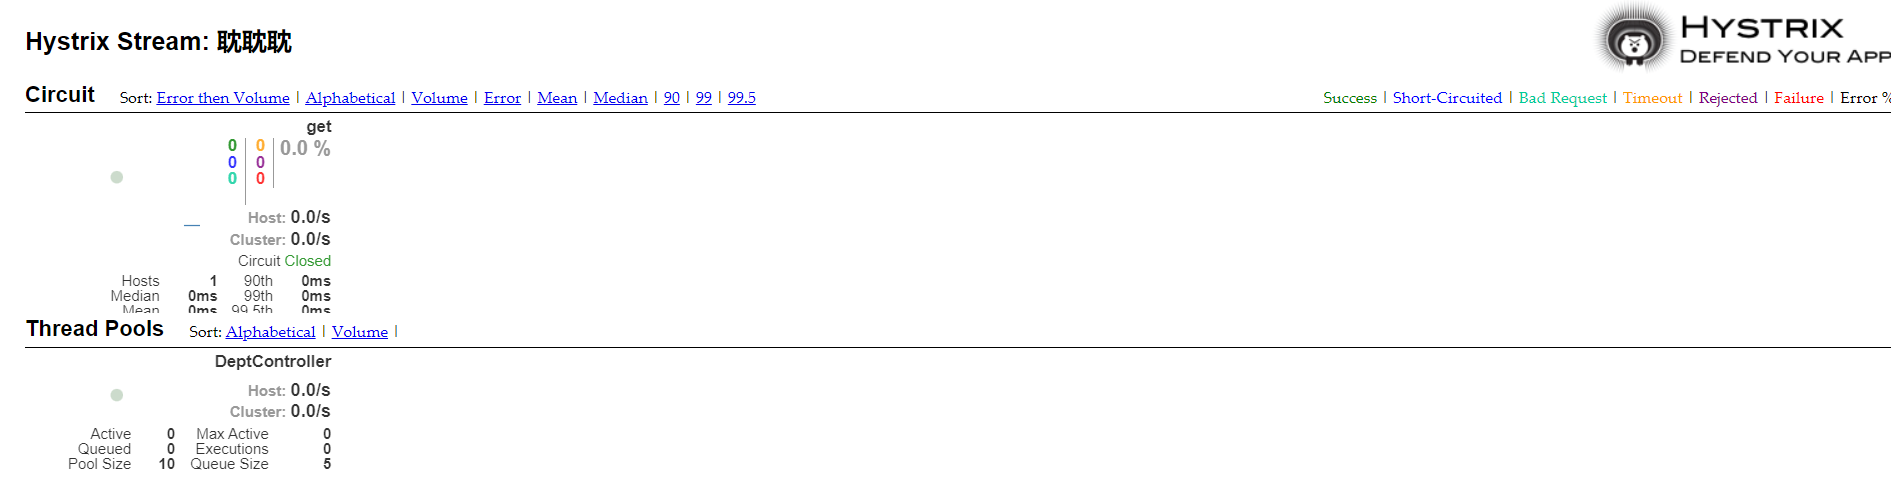 Hystrix Stream: 耽耽耽
HYSTRIX
DEFEND YOUR APP
Circuit Sort: Error then Volume | Alphabetical | Volume | Error | Mean | Median | 90 | 99 | 99.5
Success | Short-Circuited | Bad Request | Timeout | Rejected | Failure | Error %
get
0 0 0.0 %
0 0
0 0
Host: 0.0/s
Cluster: 0.0/s
Circuit Closed
Hosts 1 90th 0ms
Median 0ms 99th 0ms
Mean 0ms 99.5th 0ms
Thread Pools Sort: Alphabetical | Volume |
DeptController
Host: 0.0/s
Cluster: 0.0/s
Active 0 Max Active 0
Queued 0 Executions 0
Pool Size 10 Queue Size 5